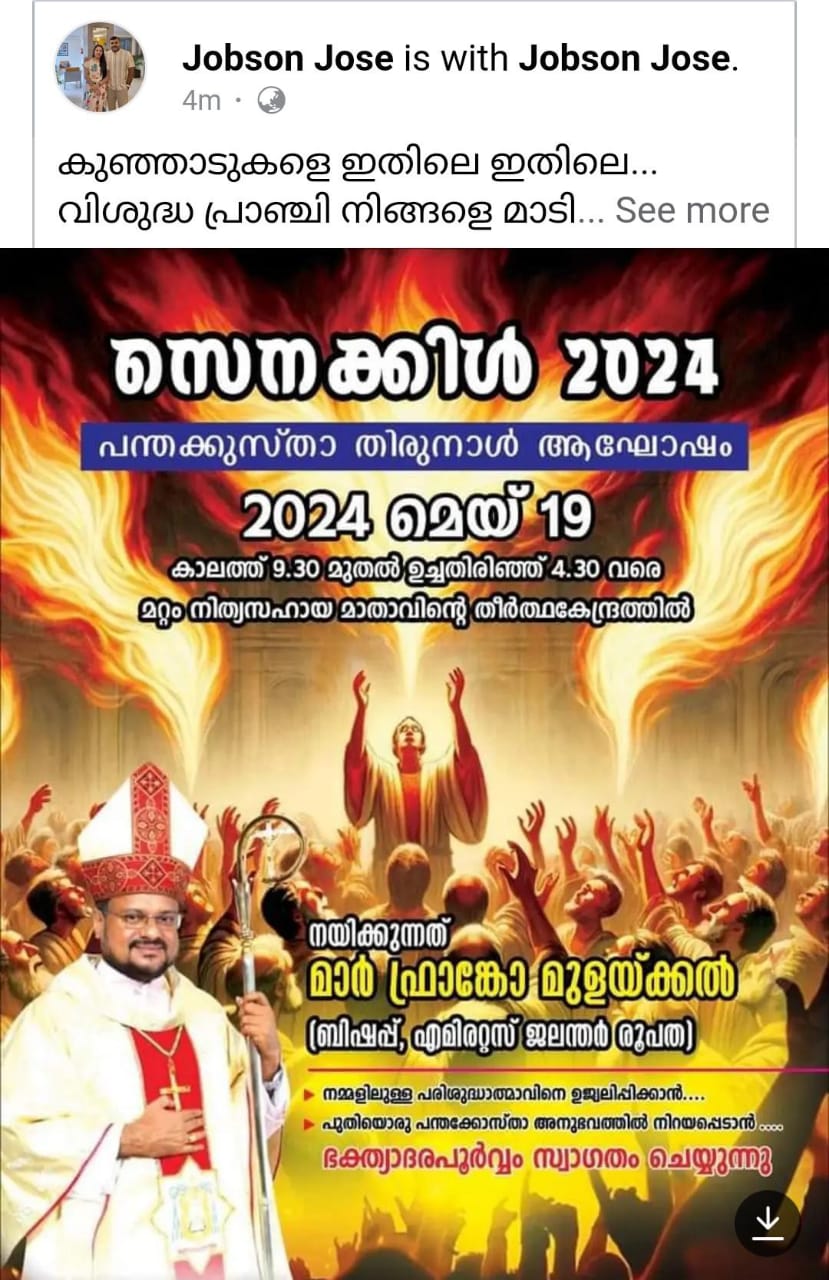 Jobson Jose is with Jobson Jose.
4m ·
കുഞ്ഞാടുകളെ ഇതിലെ ഇതിലെ...
വിശുദ്ധ പ്രാഞ്ചി നിങ്ങളെ മാടി... See more
സെനക്കിൾ 2024
പന്തക്കുസ്താ തിരുനാൾ ആഘോഷം
2024 മെയ് 19
കാലത്ത് 9.30 മുതൽ ഉച്ചതിരിഞ്ഞ് 4.30 വരെ
മറ്റം നിത്യസഹായ മാതാവിന്റെ തീർത്ഥകേന്ദ്രത്തിൽ
നയിക്കുന്നത്
മാർ ഫ്രാങ്കോ മുളയ്ക്കൽ
(ബിഷപ്പ്, എമിരറ്റസ് ജലന്തർ രൂപത)
നമ്മളിലുള്ള പരിശുദ്ധാത്മാവിനെ ഉജ്വലിപ്പിക്കാൻ....
പുതിയൊരു പന്തക്കോസ്താ അനുഭവത്തിൽ നിറയപ്പെടാൻ....
ഭക്ത്യാദരപൂർവ്വം സ്വാഗതം ചെയ്യുന്നു